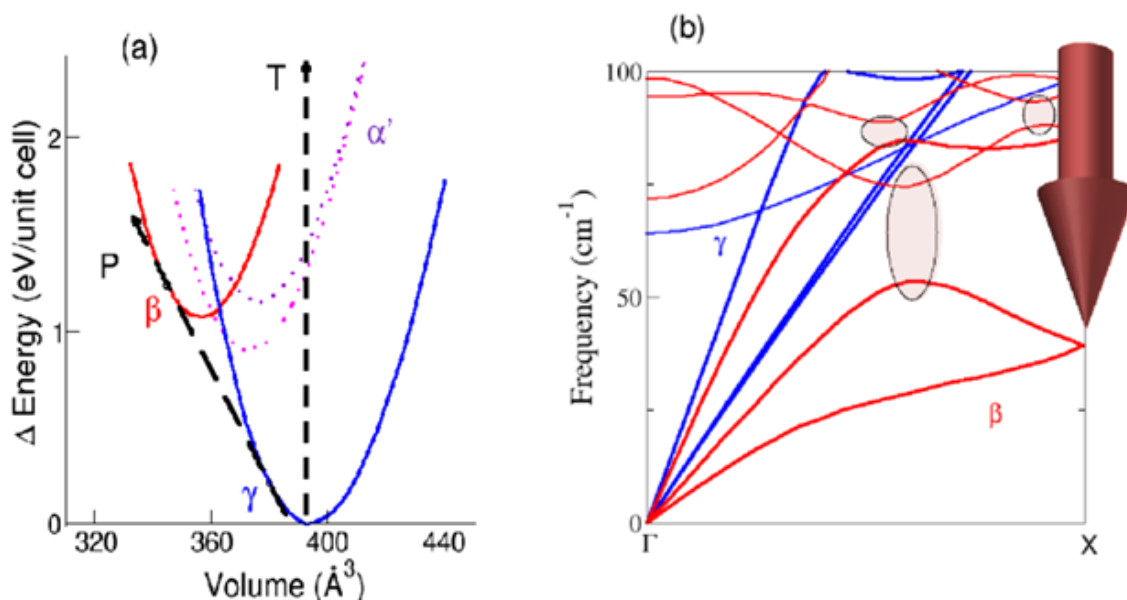 (a)
T
α'
2
P
β
1
γ
0
320 360 400 440
Volume (Å³)
Δ Energy (eV/unit cell)
(b)
100
γ
50
β
0
Γ X
Frequency (cm⁻¹)